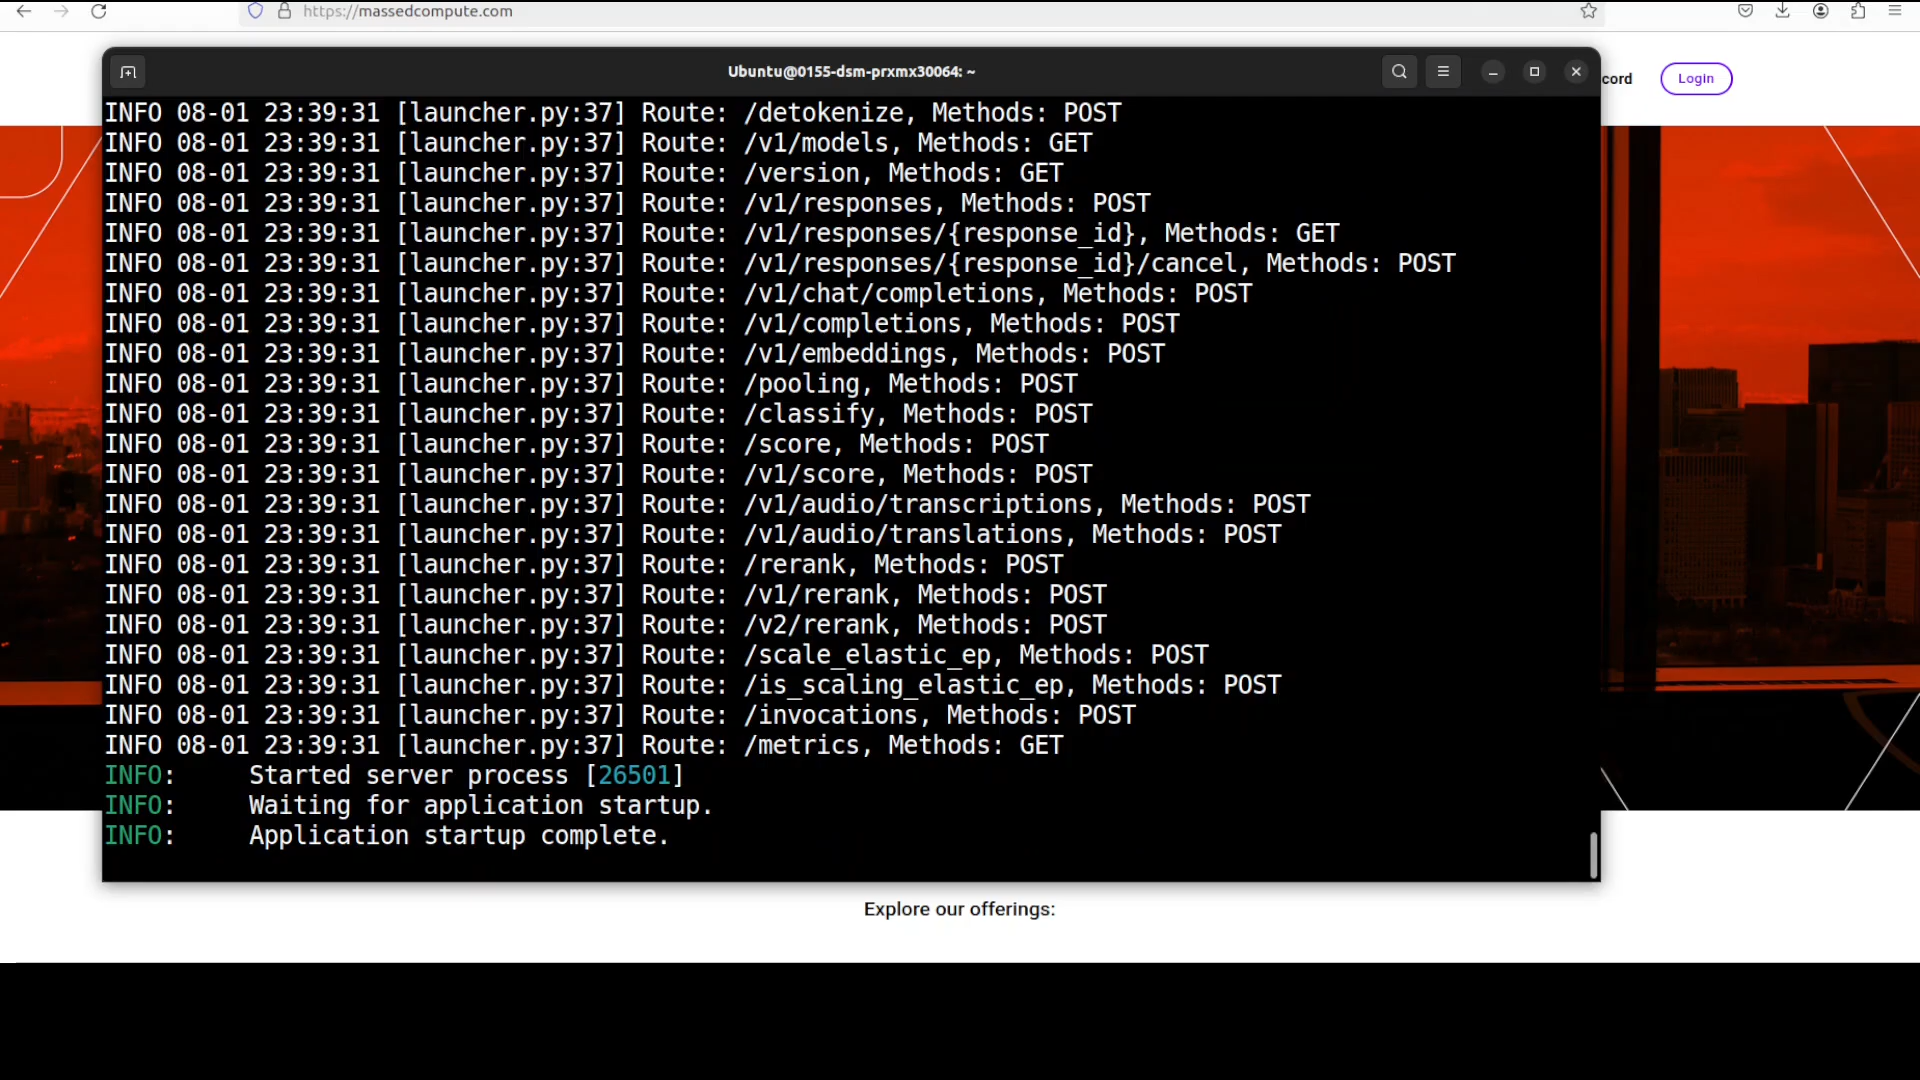 https://massedcompute.com
Ubuntu@0155-dsm-prxmx30064: ~
cord
Login
INFO 08-01 23:39:31 [launcher.py:37] Route: /detokenize, Methods: POST
INFO 08-01 23:39:31 [launcher.py:37] Route: /v1/models, Methods: GET
INFO 08-01 23:39:31 [launcher.py:37] Route: /version, Methods: GET
INFO 08-01 23:39:31 [launcher.py:37] Route: /v1/responses, Methods: POST
INFO 08-01 23:39:31 [launcher.py:37] Route: /v1/responses/{response_id}, Methods: GET
INFO 08-01 23:39:31 [launcher.py:37] Route: /v1/responses/{response_id}/cancel, Methods: POST
INFO 08-01 23:39:31 [launcher.py:37] Route: /v1/chat/completions, Methods: POST
INFO 08-01 23:39:31 [launcher.py:37] Route: /v1/completions, Methods: POST
INFO 08-01 23:39:31 [launcher.py:37] Route: /v1/embeddings, Methods: POST
INFO 08-01 23:39:31 [launcher.py:37] Route: /pooling, Methods: POST
INFO 08-01 23:39:31 [launcher.py:37] Route: /classify, Methods: POST
INFO 08-01 23:39:31 [launcher.py:37] Route: /score, Methods: POST
INFO 08-01 23:39:31 [launcher.py:37] Route: /v1/score, Methods: POST
INFO 08-01 23:39:31 [launcher.py:37] Route: /v1/audio/transcriptions, Methods: POST
INFO 08-01 23:39:31 [launcher.py:37] Route: /v1/audio/translations, Methods: POST
INFO 08-01 23:39:31 [launcher.py:37] Route: /rerank, Methods: POST
INFO 08-01 23:39:31 [launcher.py:37] Route: /v1/rerank, Methods: POST
INFO 08-01 23:39:31 [launcher.py:37] Route: /v2/rerank, Methods: POST
INFO 08-01 23:39:31 [launcher.py:37] Route: /scale_elastic_ep, Methods: POST
INFO 08-01 23:39:31 [launcher.py:37] Route: /is_scaling_elastic_ep, Methods: POST
INFO 08-01 23:39:31 [launcher.py:37] Route: /invocations, Methods: POST
INFO 08-01 23:39:31 [launcher.py:37] Route: /metrics, Methods: GET
INFO:     Started server process [26501]
INFO:     Waiting for application startup.
INFO:     Application startup complete.
Explore our offerings: